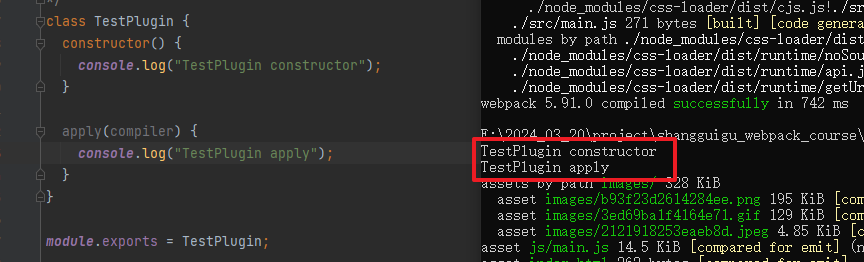 */
class TestPlugin {
  constructor() {
    console.log("TestPlugin constructor");
  }

  apply(compiler) {
    console.log("TestPlugin apply");
  }
}

module.exports = TestPlugin;
./node_modules/css-loader/dist/cjs.js!./sr
./src/main.js 271 bytes [built] [code genera
modules by path ./node_modules/css-loader/dist
./node_modules/css-loader/dist/runtime/noSou
./node_modules/css-loader/dist/runtime/api.j
./node_modules/css-loader/dist/runtime/getUr
webpack 5.91.0 compiled successfully in 742 ms

E:\2024_03_20\project\shangguigu_webpack_course\
TestPlugin constructor
TestPlugin apply
assets by path images/ 328 KiB
  asset images/b93f23d2614284ee.png 195 KiB [com
  asset images/3ed69ba1f4164e71.gif 129 KiB [com
  asset images/2121918253eaeb8d.jpeg 4.85 KiB [c
asset js/main.js 14.5 KiB [compared for emit] (n